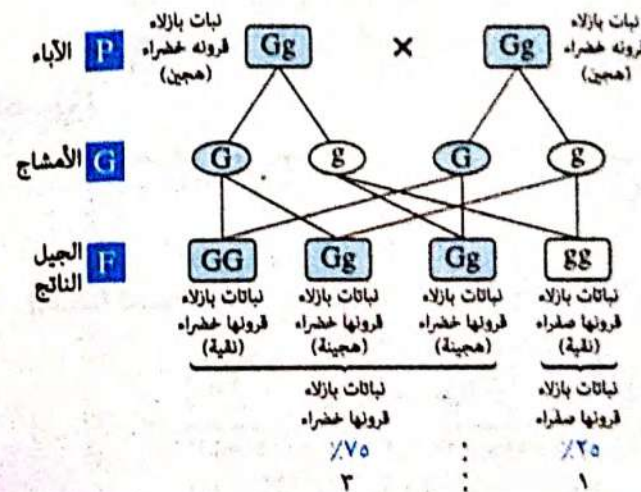 نبات بازلاء
قرونه خضراء
(هجين)
Gg
×
Gg
نبات بازلاء
قرونه خضراء
(هجين)
P الآباء
G
g
G
g
G الأمشاج
GG
Gg
Gg
gg
F الجيل
الناتج
نباتات بازلاء
قرونها صفراء
(نقية)
نباتات بازلاء
قرونها خضراء
(هجينة)
نباتات بازلاء
قرونها خضراء
(هجينة)
نباتات بازلاء
قرونها خضراء
(نقية)
نباتات بازلاء
قرونها صفراء
نباتات بازلاء
قرونها خضراء
٪٧٥ : ٪٢٥
٣ : ١